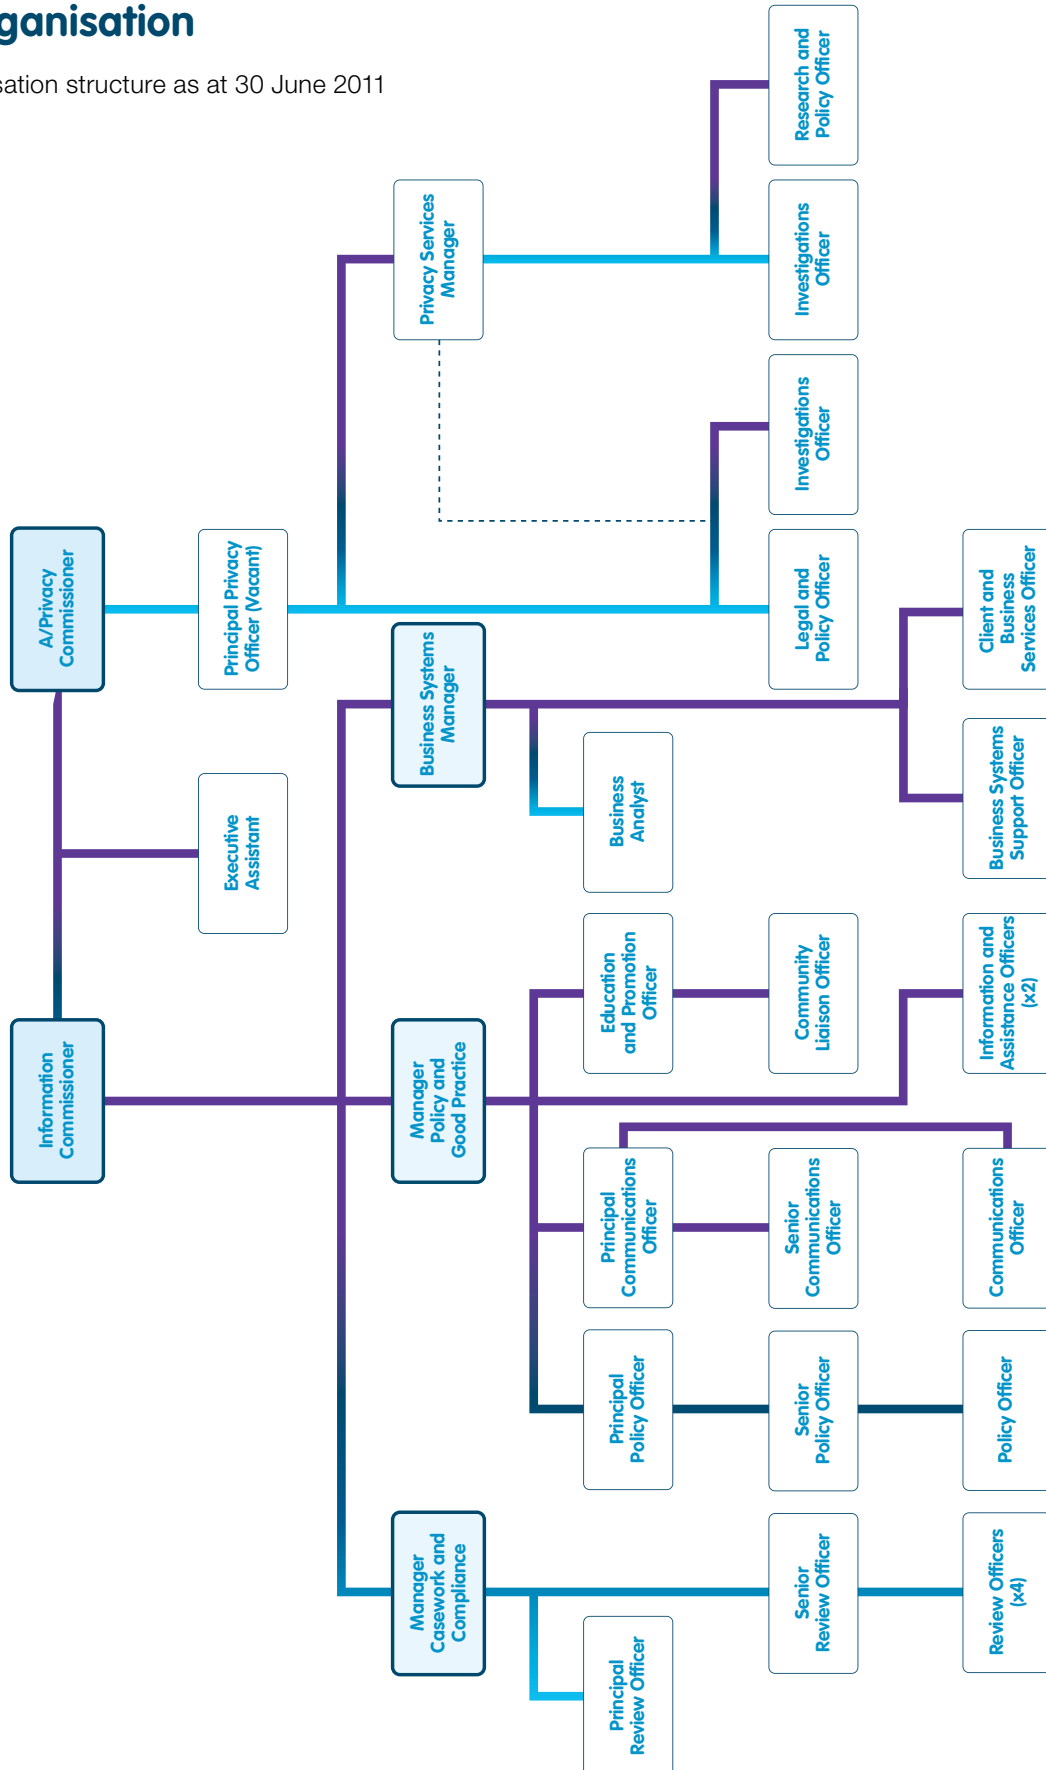 ganisation
sation structure as at 30 June 2011
Information
Commissioner
A/Privacy
Commissioner
Executive
Assistant
Principal Privacy
Officer (Vacant)
Manager
Casework and
Compliance
Manager
Policy and
Good Practice
Business Systems
Manager
Privacy Services
Manager
Principal
Review Officer
Principal
Policy Officer
Principal
Communications
Officer
Education
and Promotion
Officer
Business
Analyst
Senior
Review Officer
Senior
Policy Officer
Senior
Communications
Officer
Community
Liaison Officer
Legal and
Policy Officer
Investigations
Officer
Investigations
Officer
Research and
Policy Officer
Review Officers
(x4)
Policy Officer
Communications
Officer
Information and
Assistance Officers
(x2)
Business Systems
Support Officer
Client and
Business
Services Officer